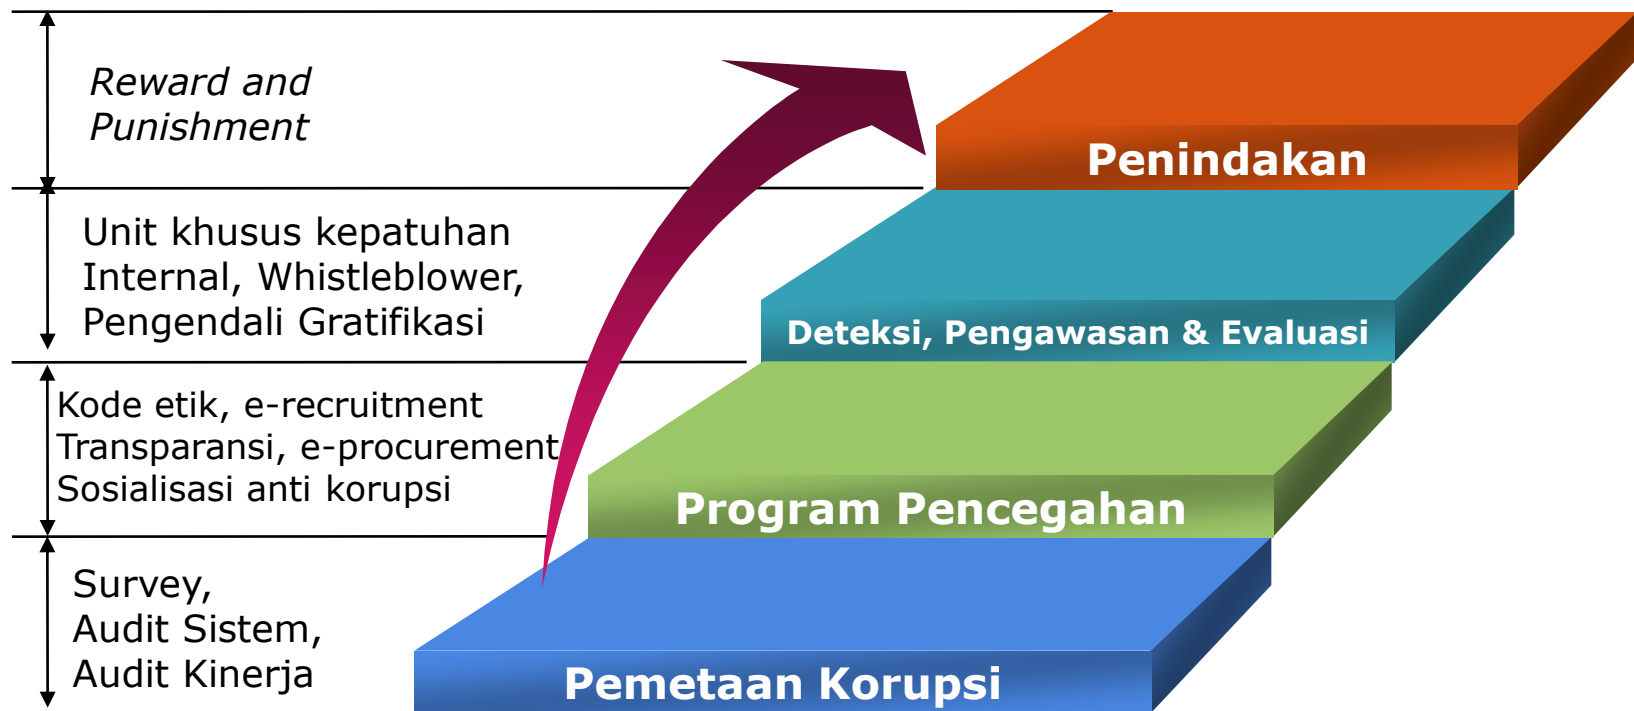 Reward and
Punishment
Penindakan
Unit khusus kepatuhan
Internal, Whistleblower,
Pengendali Gratifikasi
Deteksi, Pengawasan & Evaluasi
Kode etik, e-recruitment
Transparansi, e-procurement
Sosialisasi anti korupsi
Program Pencegahan
Survey,
Audit Sistem,
Audit Kinerja
Pemetaan Korupsi